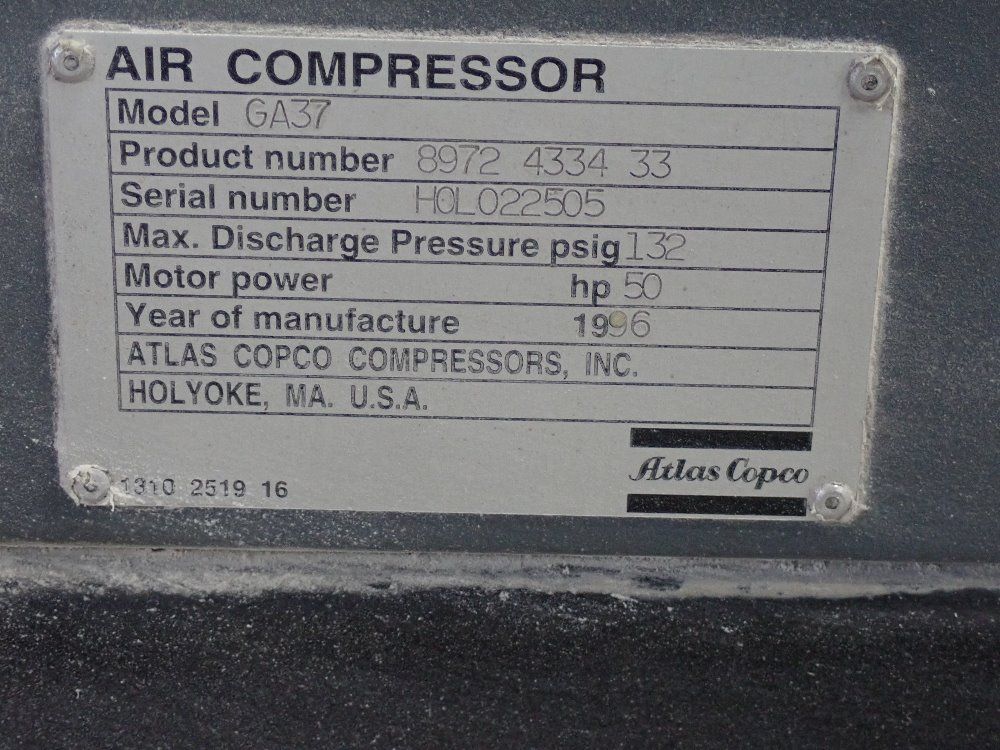 AIR COMPRESSOR
Model GA37
Product number 8972 4334 33
Serial number HOL022505
Max. Discharge Pressure psig 132
Motor power hp 50
Year of manufacture 1996
ATLAS COPCO COMPRESSORS, INC.
HOLYOKE, MA. U.S.A.
Atlas Copco
1310 2519 16